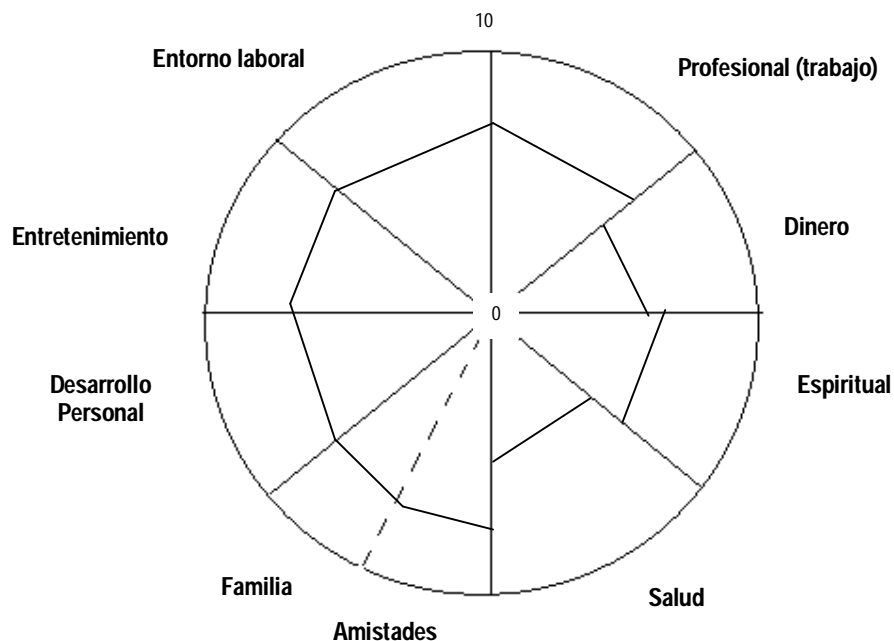 10
Entorno laboral
Profesional (trabajo)
Entretenimiento
Dinero
0
Desarrollo
Personal
Espiritual
Familia
Amistades
Salud